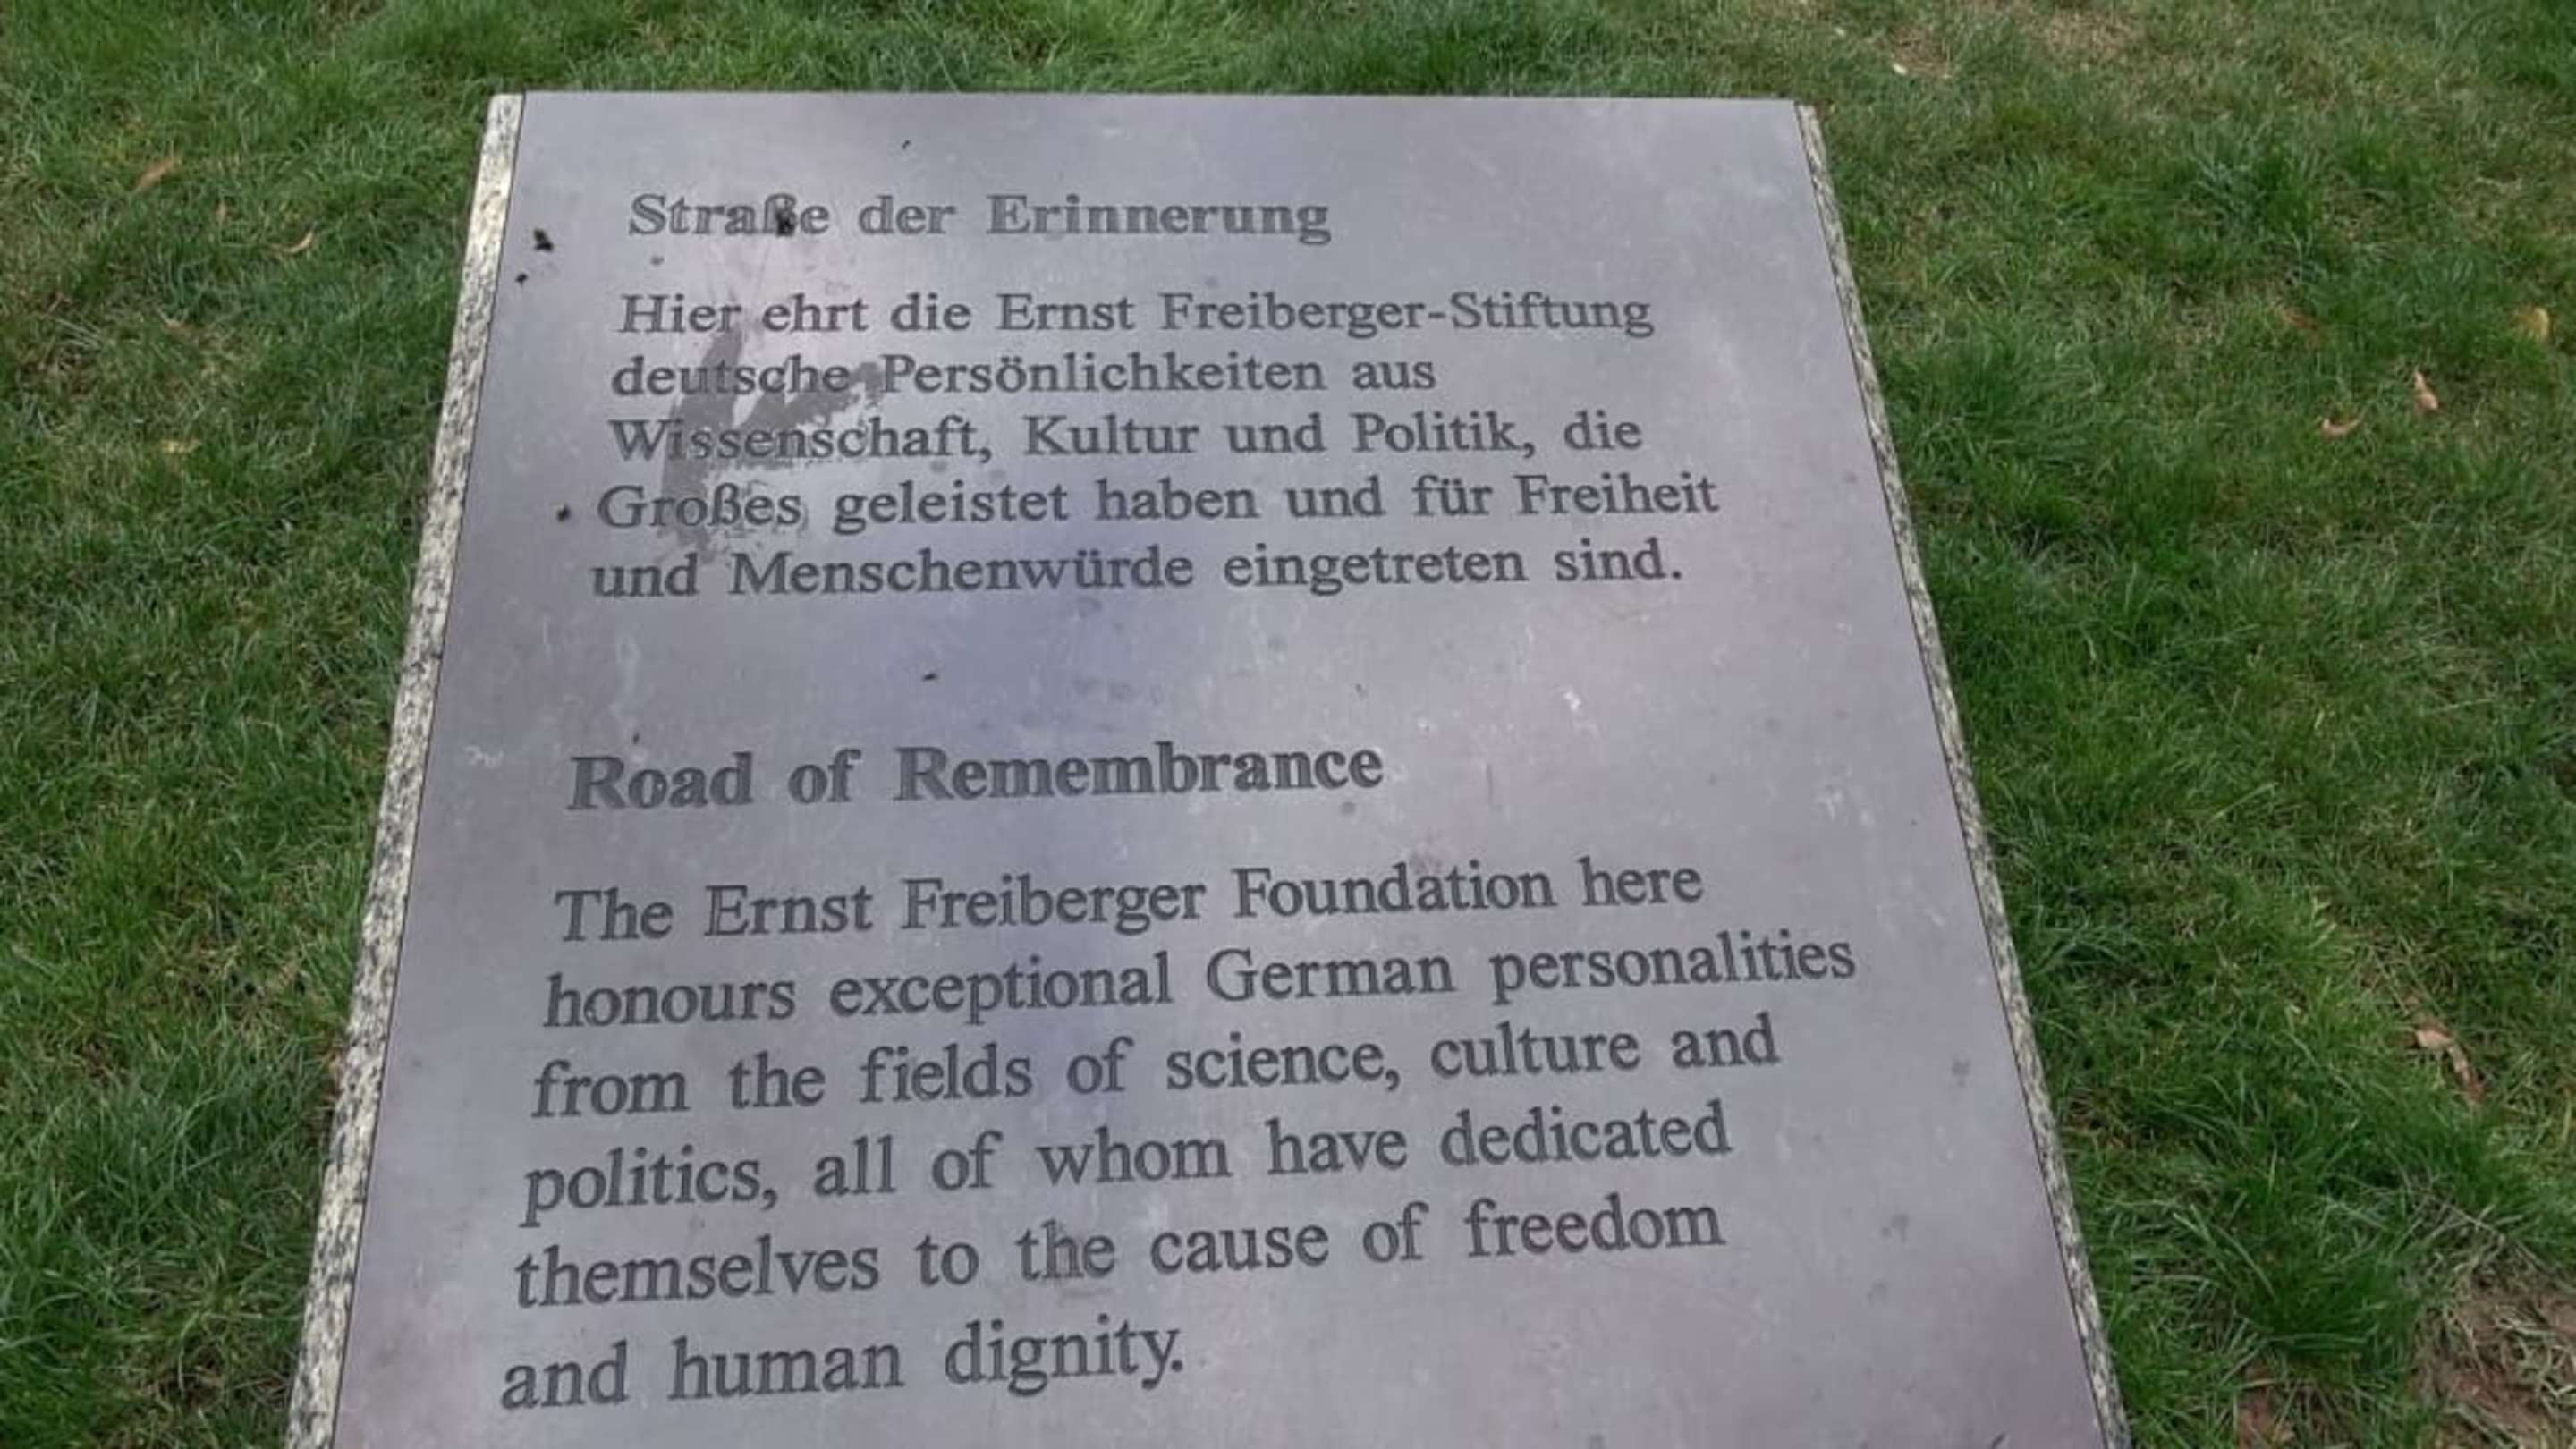 Straße der Erinnerung
Hier ehrt die Ernst Freiberger-Stiftung
deutsche Persönlichkeiten aus
Wissenschaft, Kultur und Politik, die
Großes geleistet haben und für Freiheit
und Menschenwürde eingetreten sind.
Road of Remembrance
The Ernst Freiberger Foundation here
honours exceptional German personalities
from the fields of science, culture and
politics, all of whom have dedicated
themselves to the cause of freedom
and human dignity.